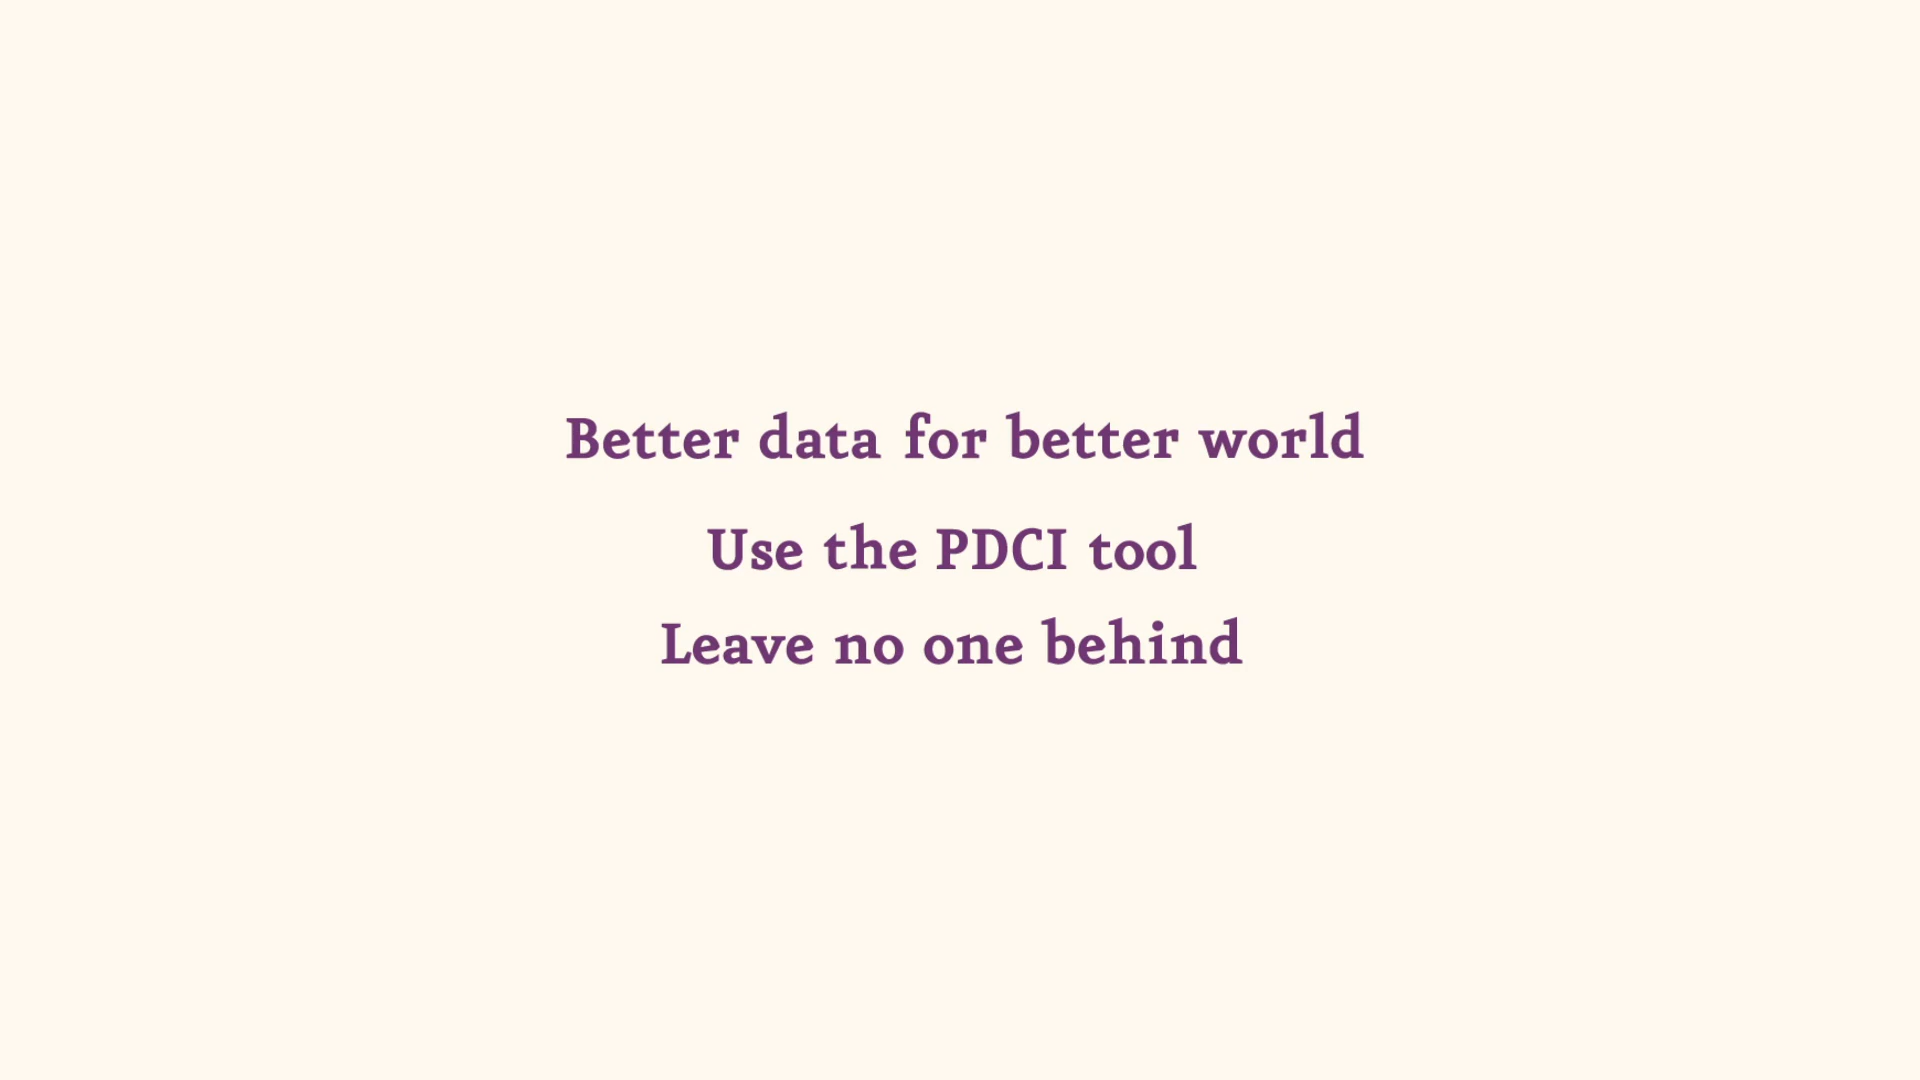 Better data for better world
Use the PDCI tool
Leave no one behind